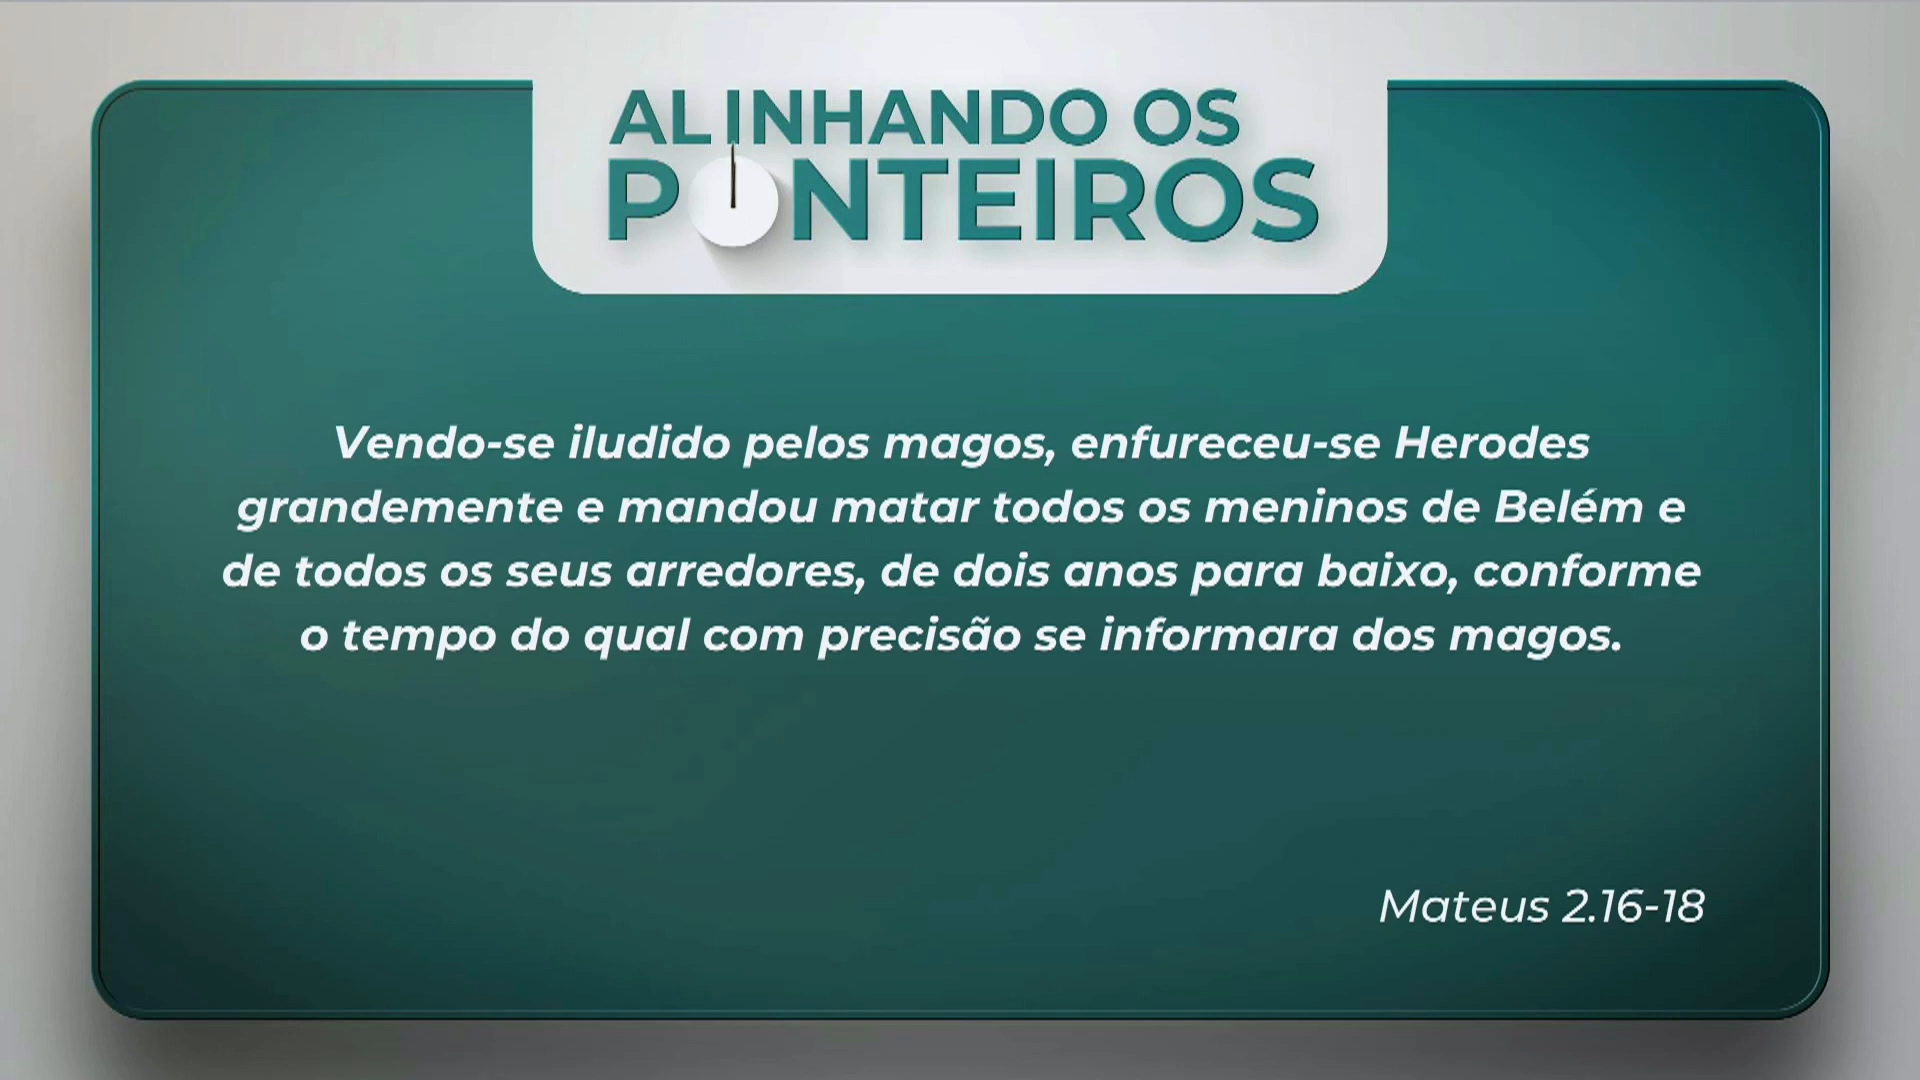 ALINHANDO OS
PONTEIROS
Vendo-se iludido pelos magos, enfureceu-se Herodes
grandemente e mandou matar todos os meninos de Belém e
de todos os seus arredores, de dois anos para baixo, conforme
o tempo do qual com precisão se informara dos magos.
Mateus 2.16-18